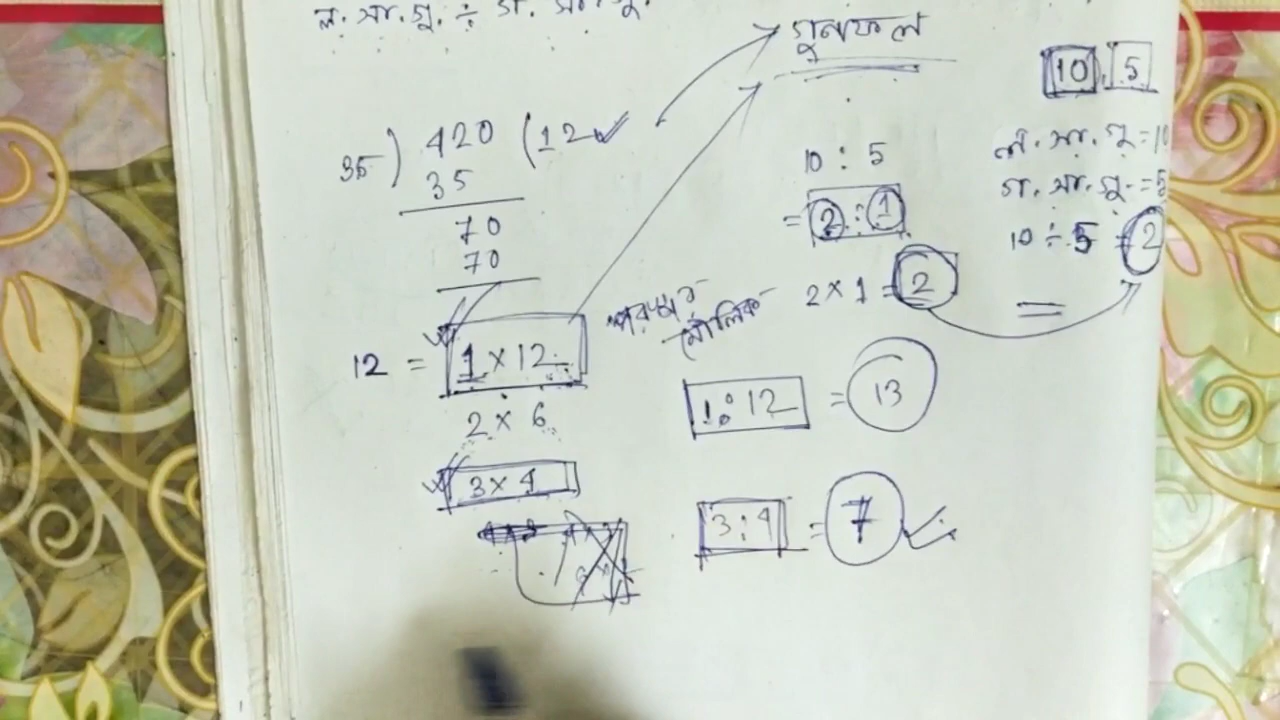 ল. সা. গু. ÷ গ. সা. গু.
গুনফল
10, 5
35) 420 (12
35
70
70
10 : 5
= 2 : 1
2 × 1 = 2
ল. সা. গু = 10
গ. সা. গু. = 5
10 ÷ 5 = 2
পরস্পর
মৌলিক
12 = 1 × 12
2 × 6
3 × 4
1 : 12 = 13
3 : 4 = 7